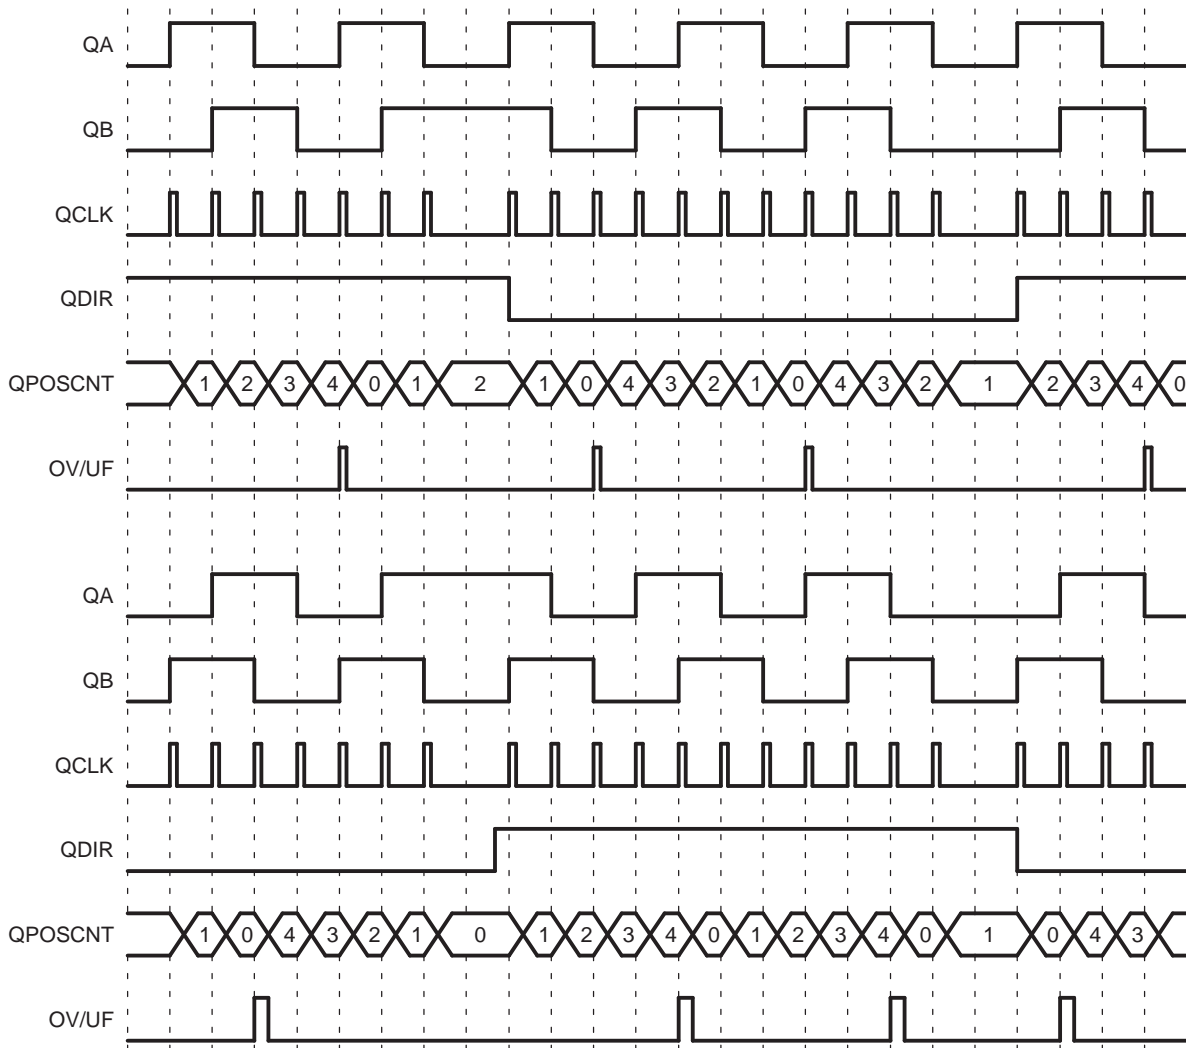 QA
QB
QCLK
QDIR
QPOSCNT 1 2 3 4 0 1 2 1 0 4 3 2 1 0 4 3 2 1 2 3 4 0
OV/UF
QA
QB
QCLK
QDIR
QPOSCNT 1 0 4 3 2 1 0 1 2 3 4 0 1 2 3 4 0 1 0 4 3
OV/UF